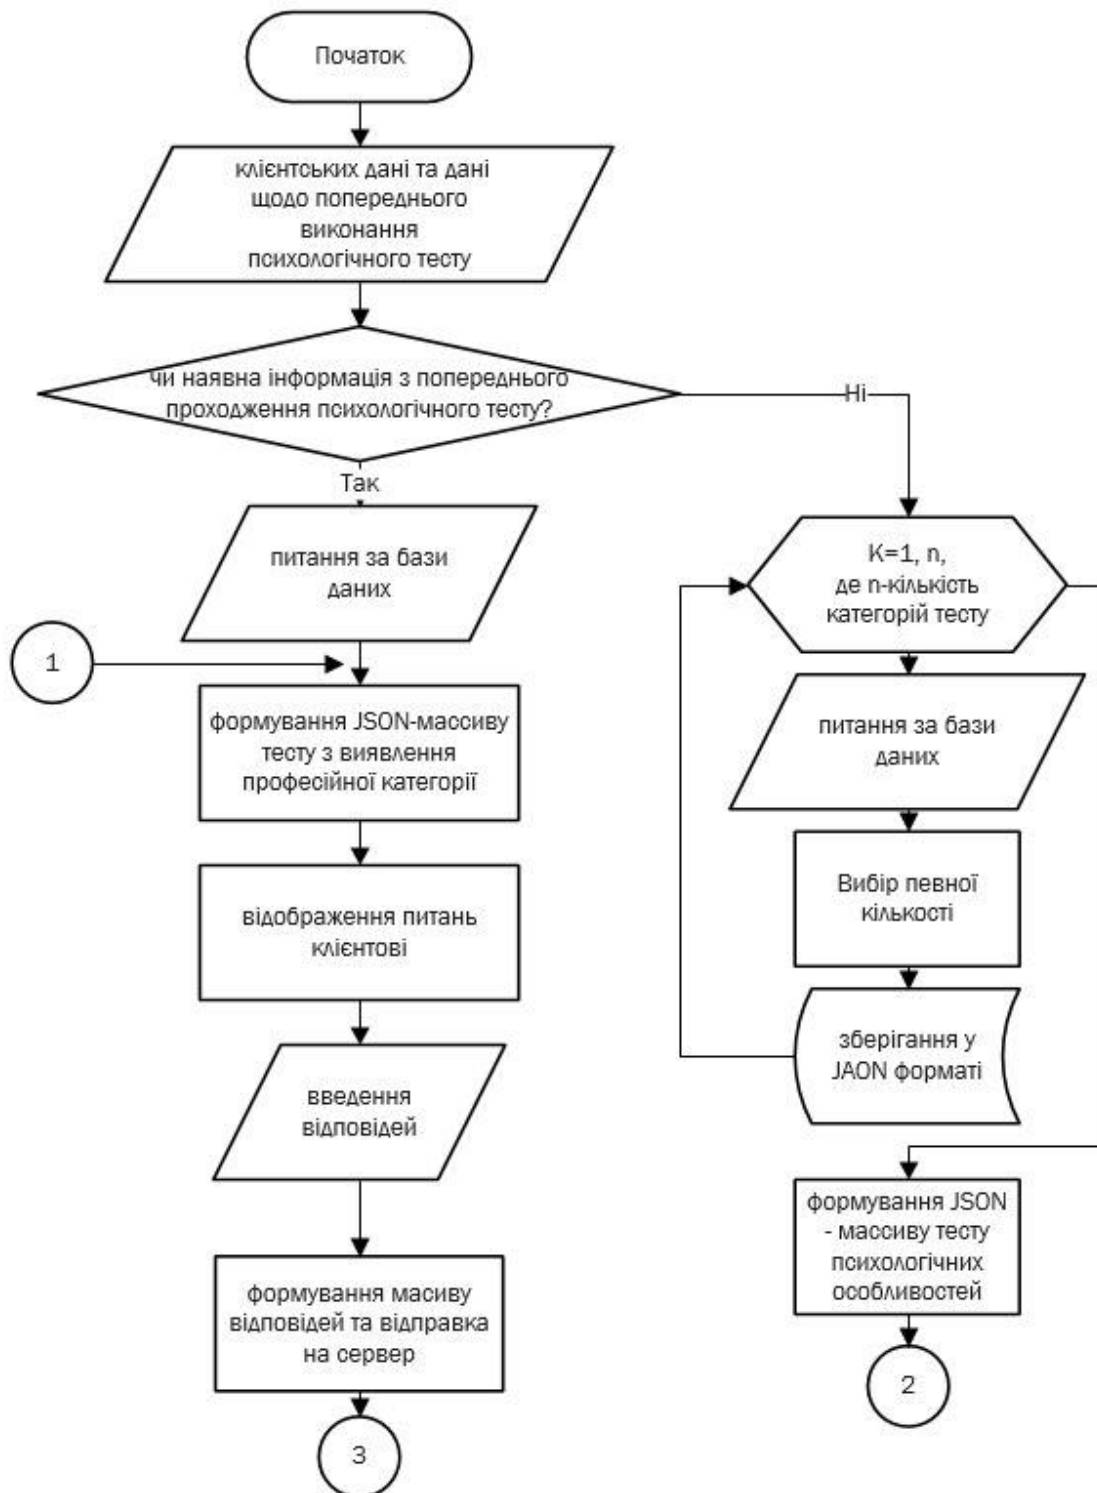 Початок
клієнтських дані та дані
щодо попереднього
виконання
психологічного тесту
чи наявна інформація з попереднього
проходження психологічного тесту?
Ні
Так
питання за бази
даних
1
формування JSON-массиву
тесту з виявлення
професійної категорії
відображення питань
клієнтові
введення
відповідей
формування масиву
відповідей та відправка
на сервер
3
K=1, n,
де n-кількість
категорій тесту
питання за бази
даних
Вибір певної
кількості
зберігання у
JAON форматі
формування JSON
- массиву тесту
психологічних
особливостей
2